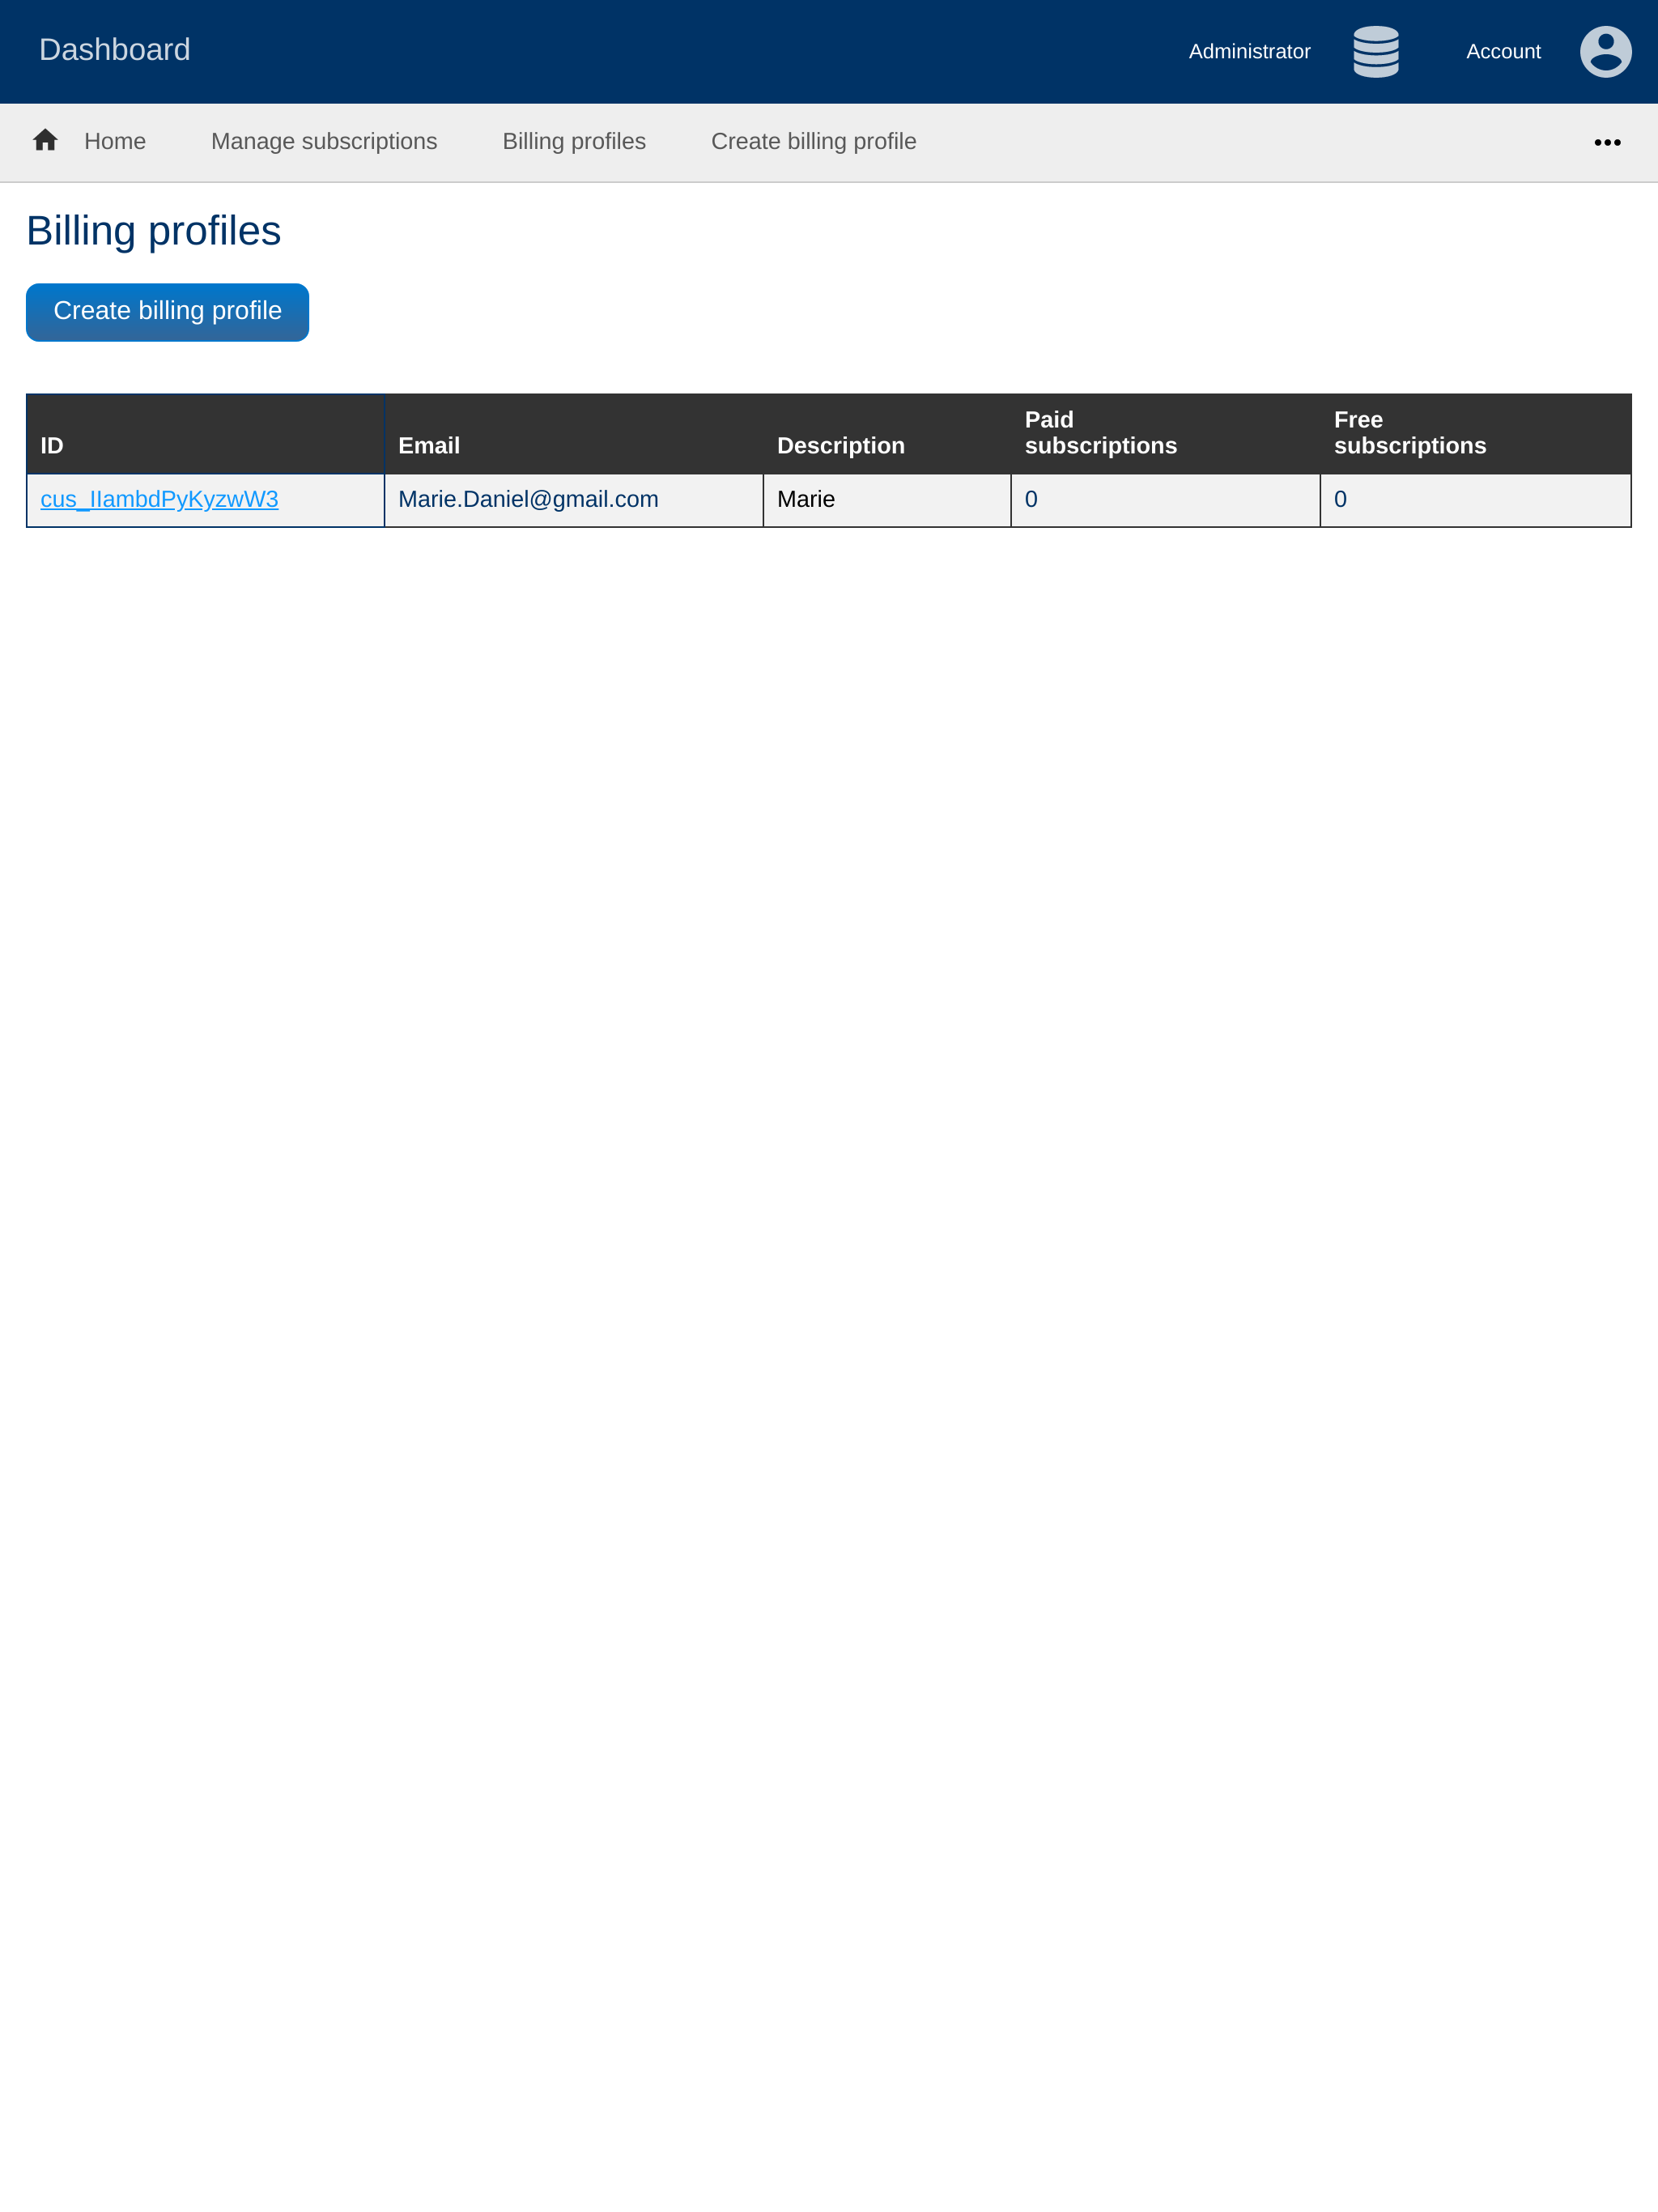 Dashboard
Administrator
Account
Home
Manage subscriptions
Billing profiles
Create billing profile
Billing profiles
Create billing profile
ID
Email
Description
Paid
subscriptions
Free
subscriptions
cus_IIambdPyKyzwW3
Marie.Daniel@gmail.com
Marie
0
0